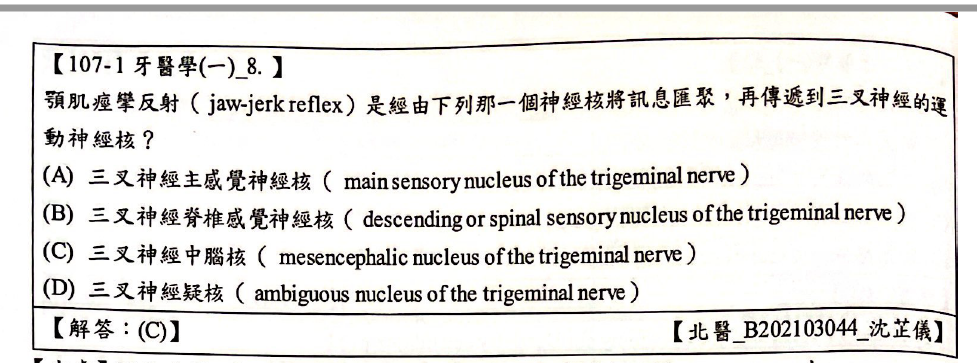 【107-1 牙醫學(一)_8. 】
顎肌痙攣反射 ( jaw-jerk reflex) 是經由下列那一個神經核將訊息匯聚，再傳遞到三叉神經的運
動神經核？
(A) 三叉神經主感覺神經核 ( main sensory nucleus of the trigeminal nerve )
(B) 三叉神經脊椎感覺神經核 ( descending or spinal sensory nucleus of the trigeminal nerve )
(C) 三叉神經中腦核 ( mesencephalic nucleus of the trigeminal nerve )
(D) 三叉神經疑核 ( ambiguous nucleus of the trigeminal nerve )
【解答：(C)】 【北醫_B202103044_沈芷儀】